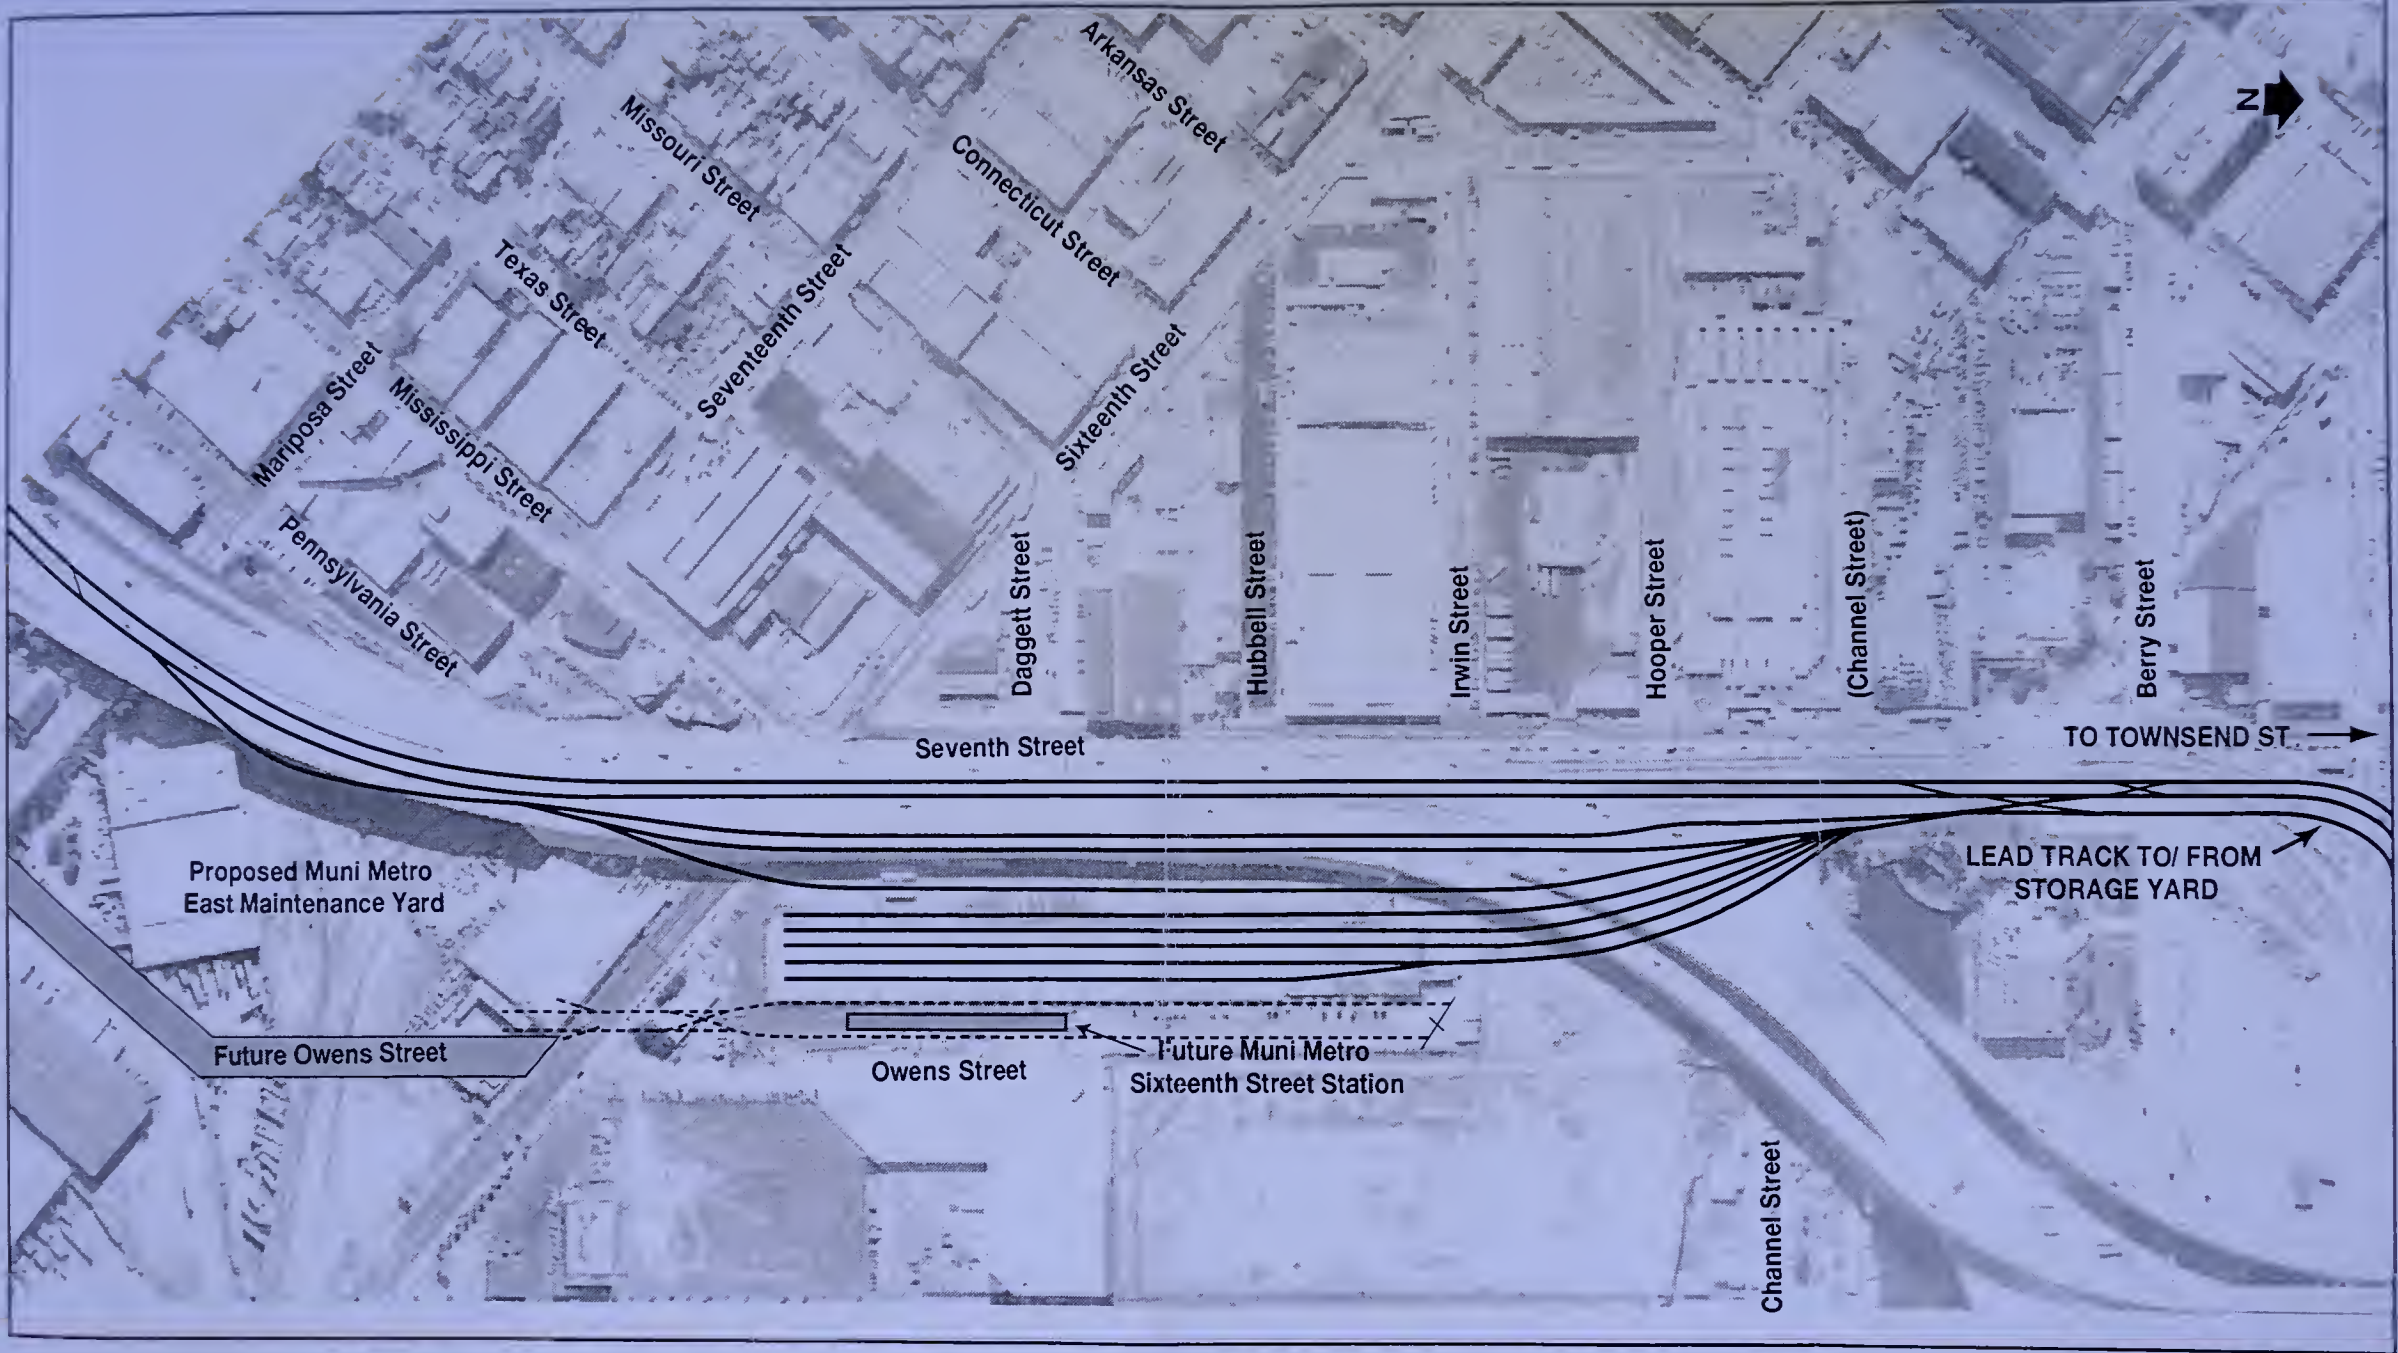 Arkansas Street
N
Missouri Street
Connecticut Street
Texas Street
Seventeenth Street
Sixteenth Street
Mariposa Street
Mississippi Street
Pennsylvania Street
Daggett Street
Hubbell Street
Irwin Street
Hooper Street
(Channel Street)
Berry Street
Seventh Street
TO TOWNSEND ST.
LEAD TRACK TO/ FROM
STORAGE YARD
Proposed Muni Metro
East Maintenance Yard
Future Owens Street
Owens Street
Future Muni Metro
Sixteenth Street Station
Channel Street